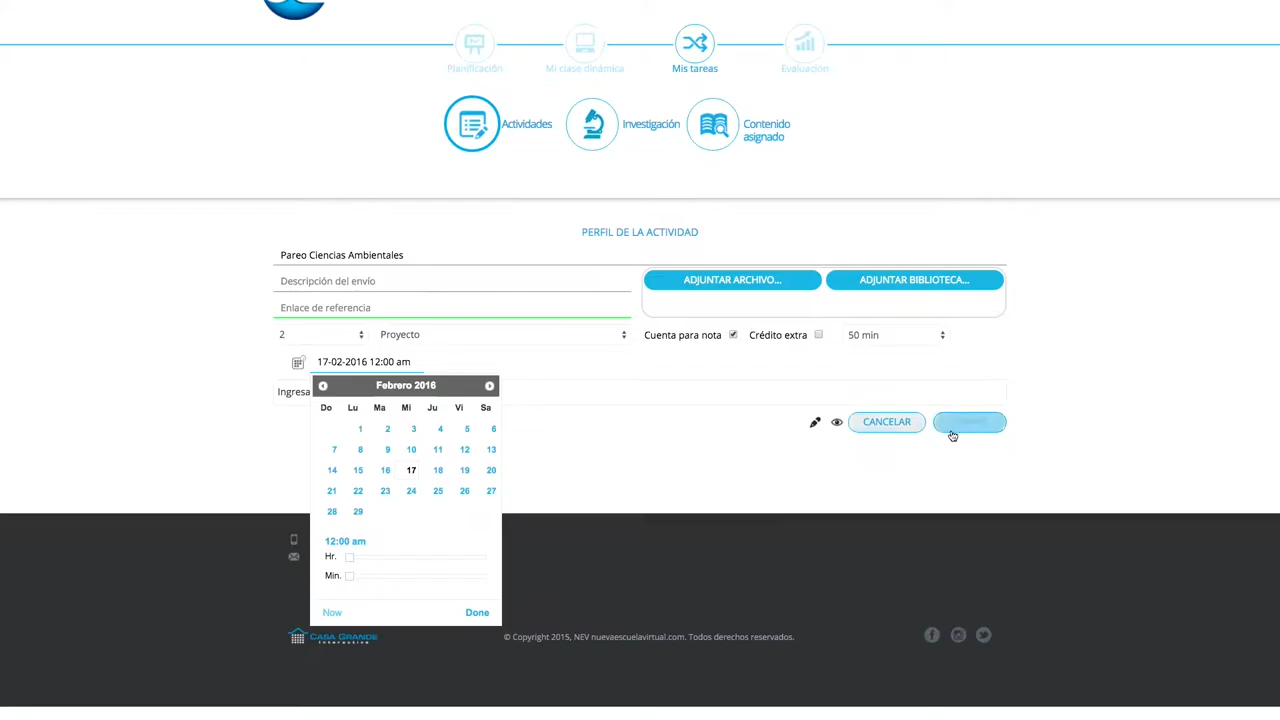 Planificación
Mi clase dinámica
Mis tareas
Evaluación
Actividades
Investigación
Contenido
asignado
PERFIL DE LA ACTIVIDAD
Pareo Ciencias Ambientales
Descripción del envío
ADJUNTAR ARCHIVO...
ADJUNTAR BIBLIOTECA...
Enlace de referencia
2
Proyecto
Cuenta para nota
Crédito extra
50 min
17-02-2016 12:00 am
Ingresa
CANCELAR
Febrero 2016
Do Lu Ma Mi Ju Vi Sa
1 2 3 4 5 6
7 8 9 10 11 12 13
14 15 16 17 18 19 20
21 22 23 24 25 26 27
28 29
12:00 am
Hr.
Min.
Now
Done
CASA GRANDE
Interactive
© Copyright 2015, NEV nuevaescuelavirtual.com. Todos derechos reservados.